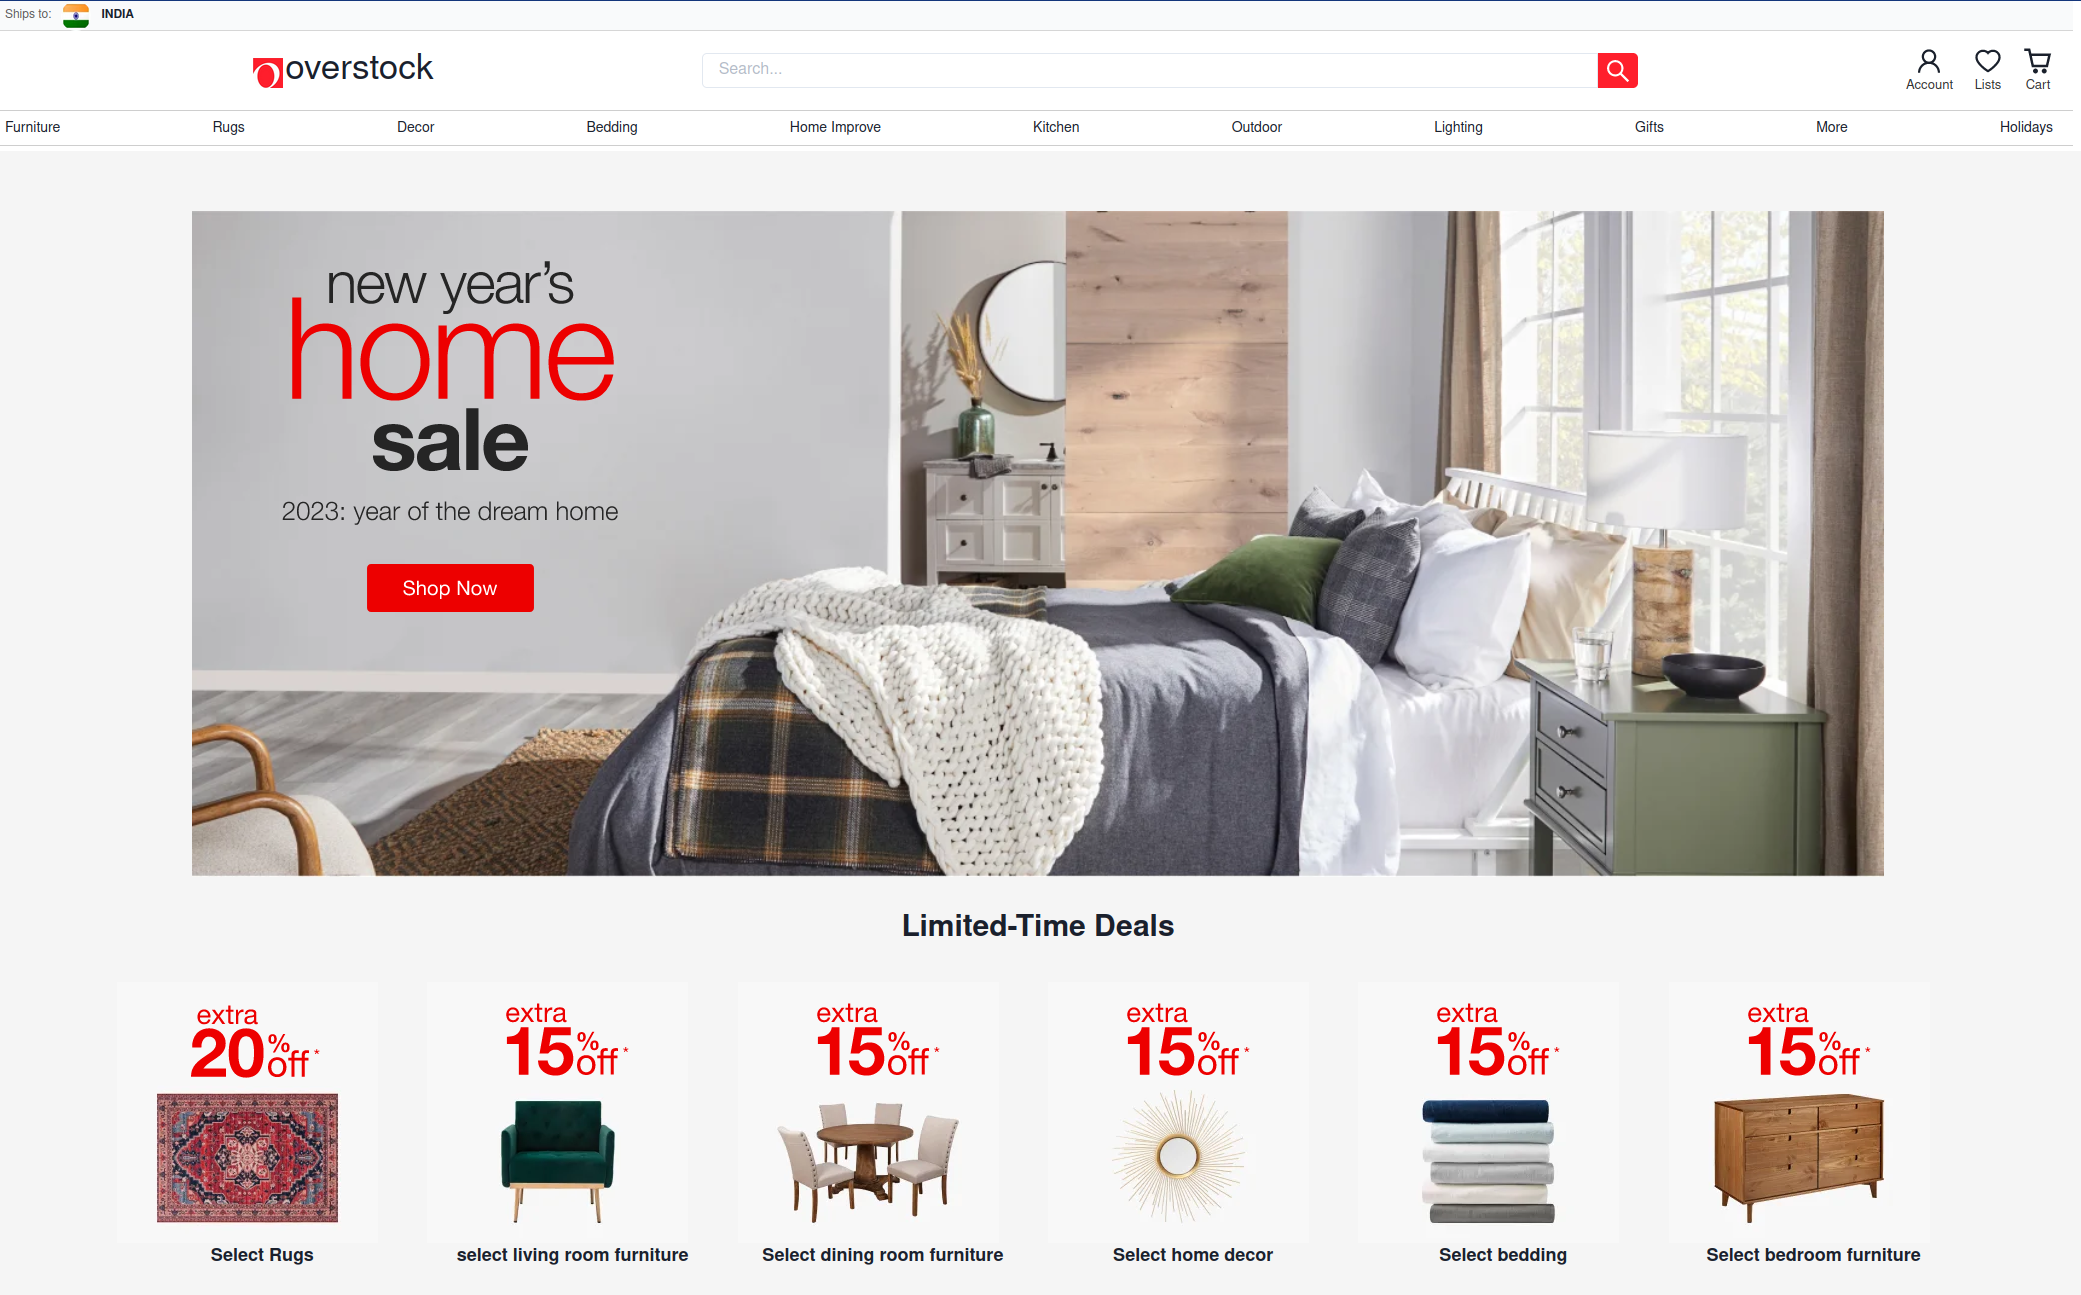 Ships to: INDIA
overstock
Search...
Account Lists Cart
Furniture Rugs Decor Bedding Home Improve Kitchen Outdoor Lighting Gifts More Holidays
new year's
home
sale
2023: year of the dream home
Shop Now
Limited-Time Deals
extra
20% off*
Select Rugs
extra
15% off*
select living room furniture
extra
15% off*
Select dining room furniture
extra
15% off*
Select home decor
extra
15% off*
Select bedding
extra
15% off*
Select bedroom furniture